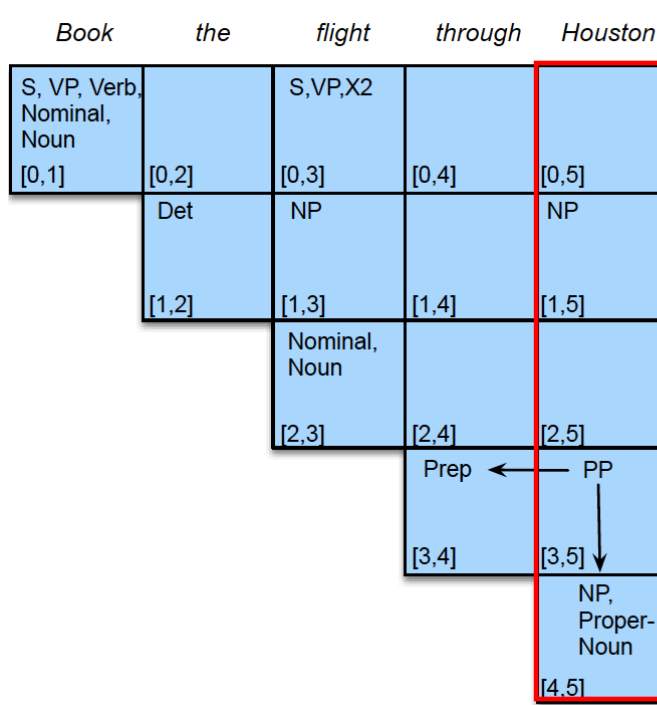 Book the flight through Houston
S, VP, Verb, S,VP,X2
Nominal,
Noun
[0,1] [0,2] [0,3] [0,4] [0,5]
Det NP NP
[1,2] [1,3] [1,4] [1,5]
Nominal,
Noun
[2,3] [2,4] [2,5]
Prep PP
[3,4] [3,5]
NP,
Proper-
Noun
[4,5]